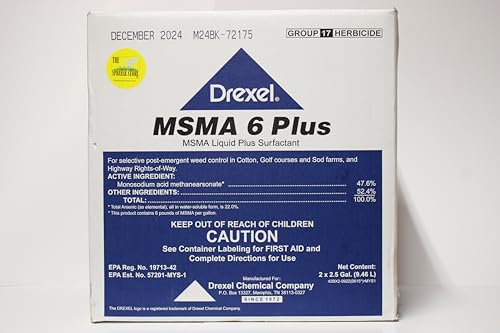 DECEMBER 2024 M24BK-72175
GROUP 17 HERBICIDE
THE
SPRAYER STORE
Drexel®
MSMA 6 Plus
MSMA Liquid Plus Surfactant
For selective post-emergent weed control in Cotton, Golf courses and Sod farms, and
Highway Rights-of-Way.
ACTIVE INGREDIENT:
Monosodium acid methanearsonate* 47.6%
OTHER INGREDIENTS: 52.4%
TOTAL: 100.0%
* Total Arsenic (as elemental), all in water-soluble form, is 22.0%.
*This product contains 6 pounds of MSMA per gallon.
KEEP OUT OF REACH OF CHILDREN
CAUTION
See Container Labeling for FIRST AID and
Complete Directions for Use
EPA Reg. No. 19713-42
EPA Est. No. 57201-MYS-1
Manufactured For:
Drexel Chemical Company
P.O. Box 13327, Memphis, TN 38113-0327
SINCE 1972
Net Content:
2 x 2.5 Gal. (9.46 L)
The DREXEL logo is a registered trademark of Drexel Chemical Company.